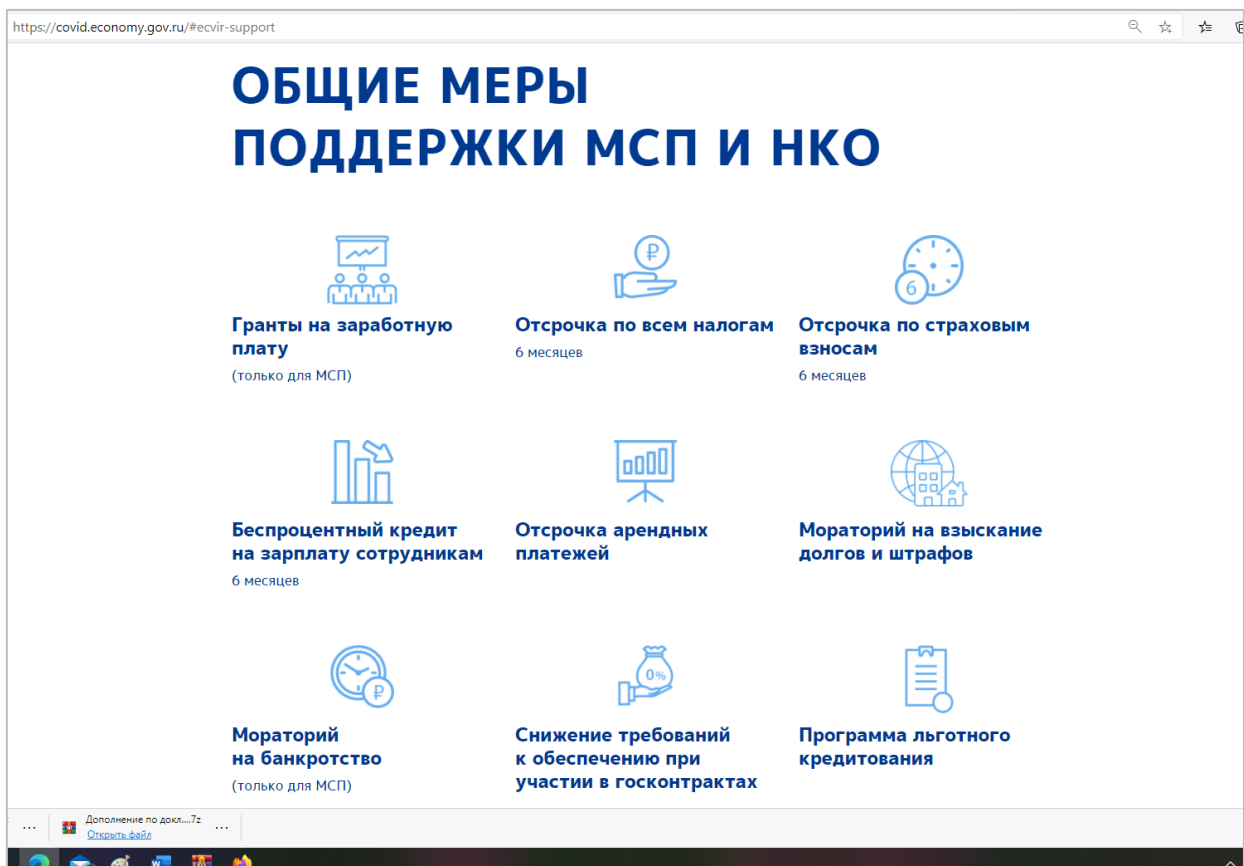 https://covid.economy.gov.ru/#ecvir-support
ОБЩИЕ МЕРЫ
ПОДДЕРЖКИ МСП И НКО
Гранты на заработную
плату
(только для МСП)
Отсрочка по всем налогам
6 месяцев
6
Отсрочка по страховым
взносам
6 месяцев
Беспроцентный кредит
на зарплату сотрудникам
6 месяцев
Отсрочка арендных
платежей
Мораторий на взыскание
долгов и штрафов
Мораторий
на банкротство
(только для МСП)
0%
Снижение требований
к обеспечению при
участии в госконтрактах
Программа льготного
кредитования
Дополнение по докл....7z
Открыть файл